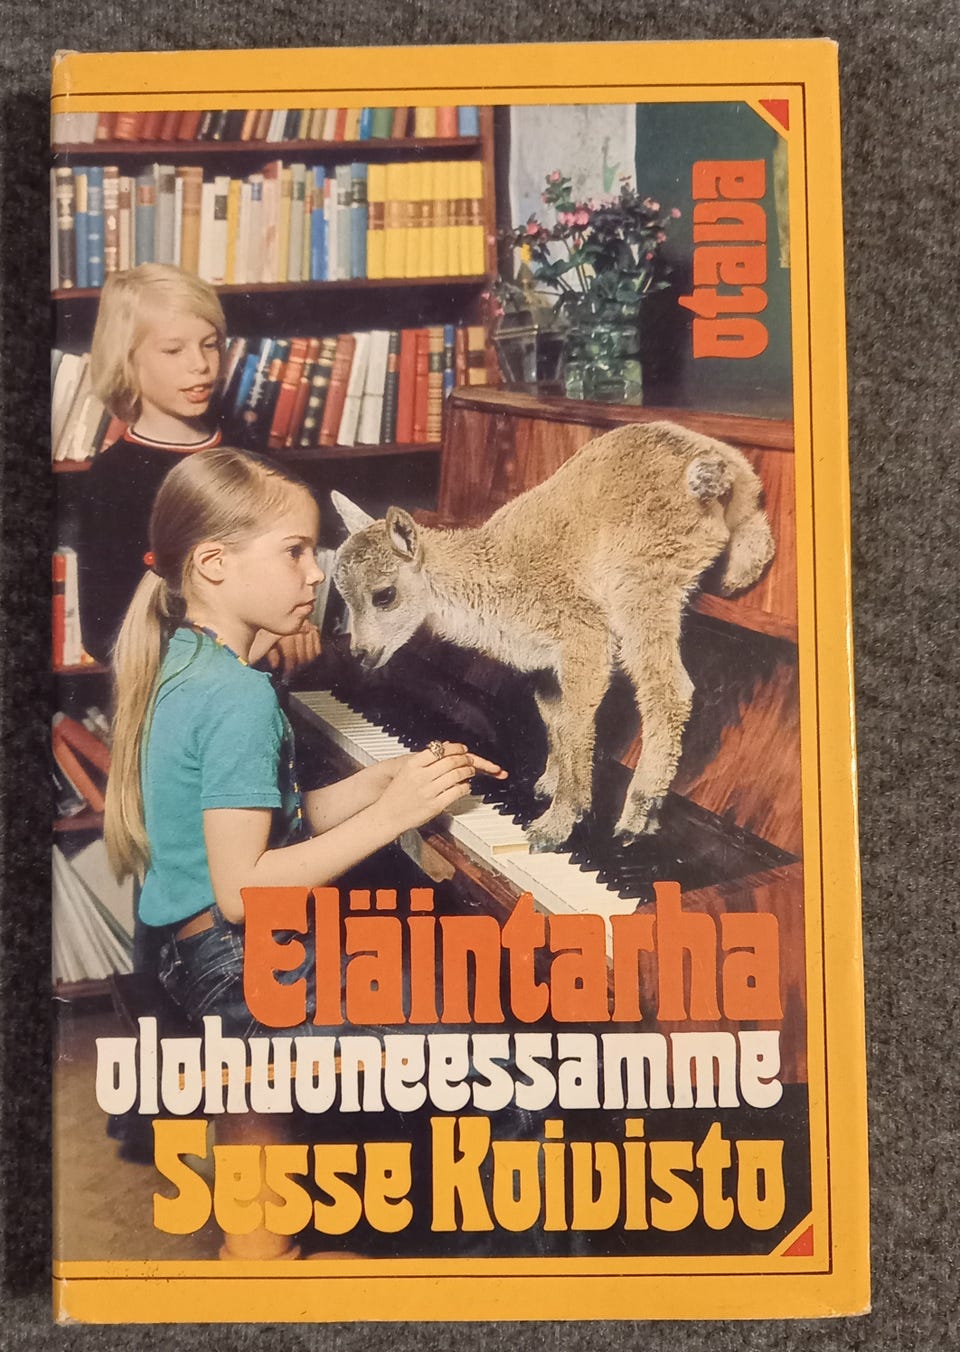 otava
Eläintarha
olohuoneessamme
Sesse Koivisto